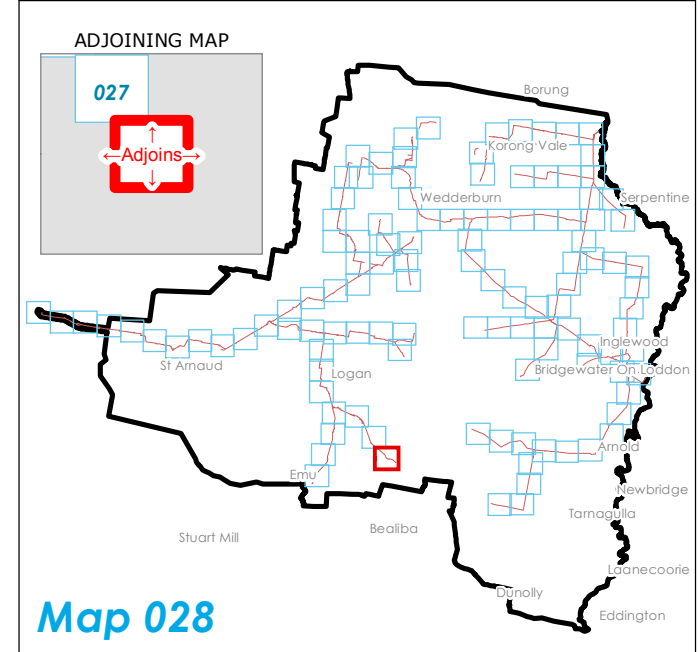 ADJOINING MAP
027
←Adjoins→
Borung
Korong Vale
Wedderburn
Serpentine
Inglewood
St Arnaud
Logan
Bridgewater On Loddon
Arnold
Emu
Newbridge
Tarnagulla
Bealiba
Stuart Mill
Laanecoorie
Dunolly
Eddington
Map 028